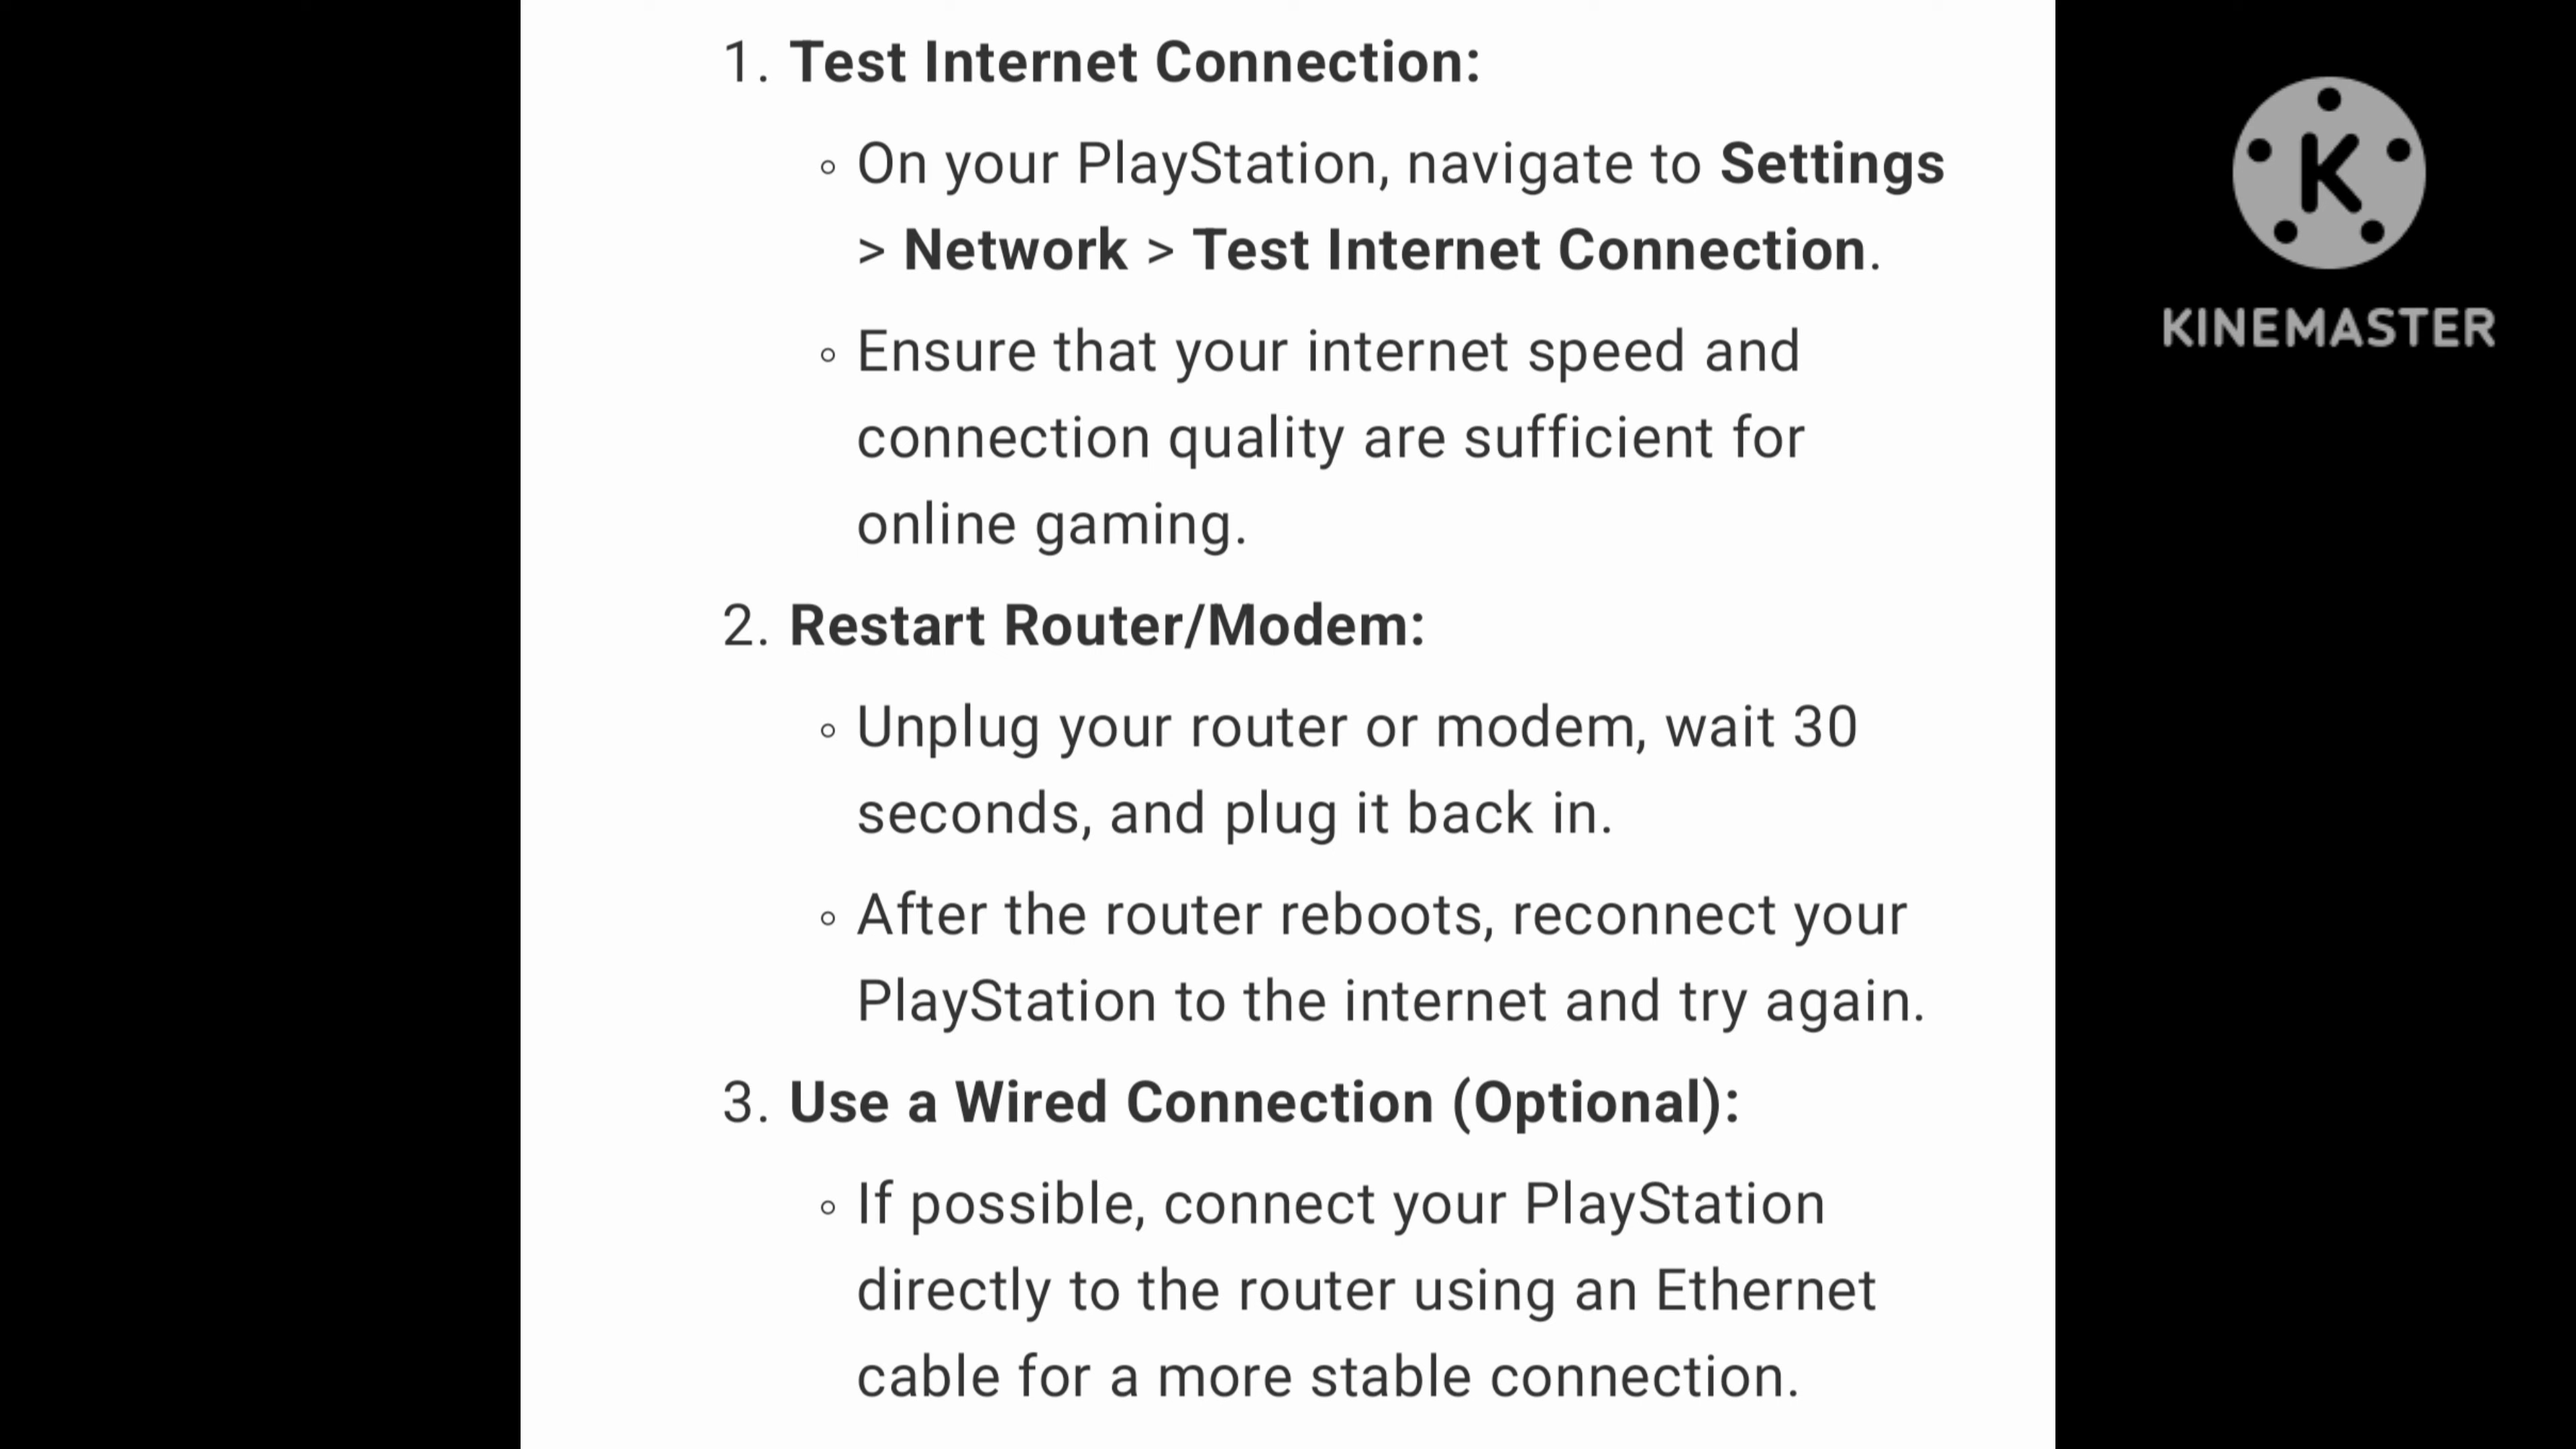 1. Test Internet Connection:
◦ On your PlayStation, navigate to Settings
> Network > Test Internet Connection.
◦ Ensure that your internet speed and
connection quality are sufficient for
online gaming.
2. Restart Router/Modem:
◦ Unplug your router or modem, wait 30
seconds, and plug it back in.
◦ After the router reboots, reconnect your
PlayStation to the internet and try again.
3. Use a Wired Connection (Optional):
◦ If possible, connect your PlayStation
directly to the router using an Ethernet
cable for a more stable connection.
K
KINEMASTER